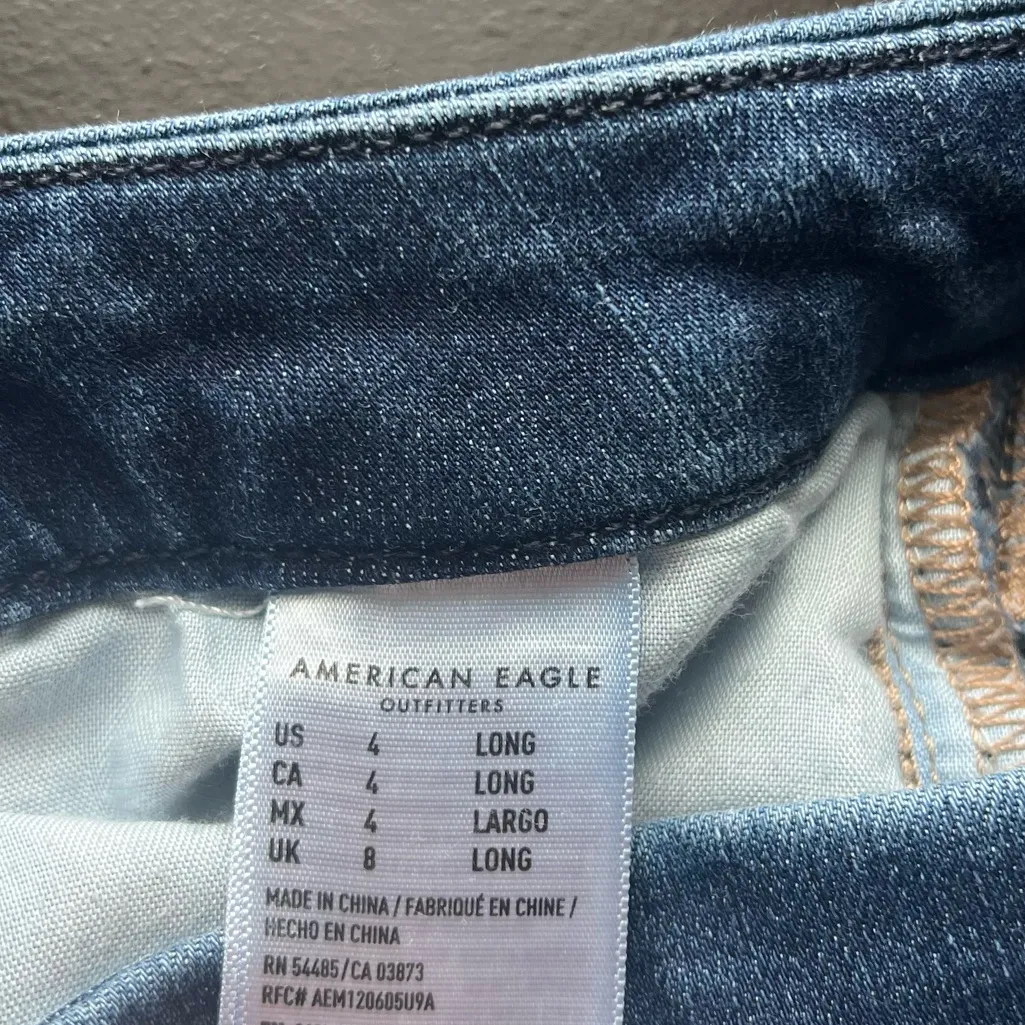 AMERICAN EAGLE
OUTFITTERS
US 4 LONG
CA 4 LONG
MX 4 LARGO
UK 8 LONG
MADE IN CHINA / FABRIQUÉ EN CHINE /
HECHO EN CHINA
RN 54485/CA 03873
RFC# AEM120605U9A